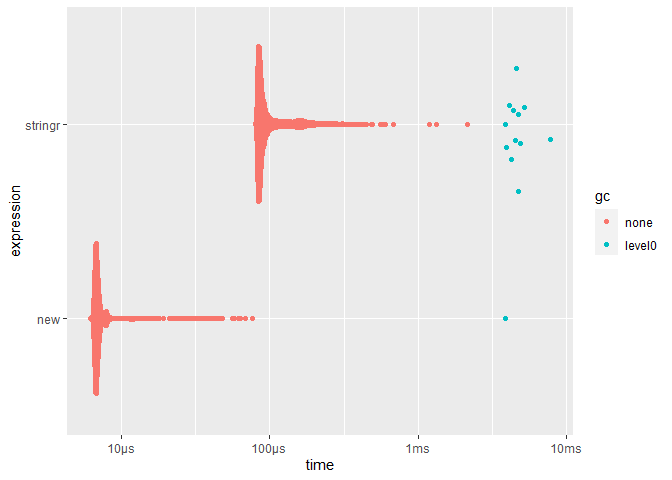 expression
stringr
new
10µs
100µs
1ms
10ms
time
gc
none
level0